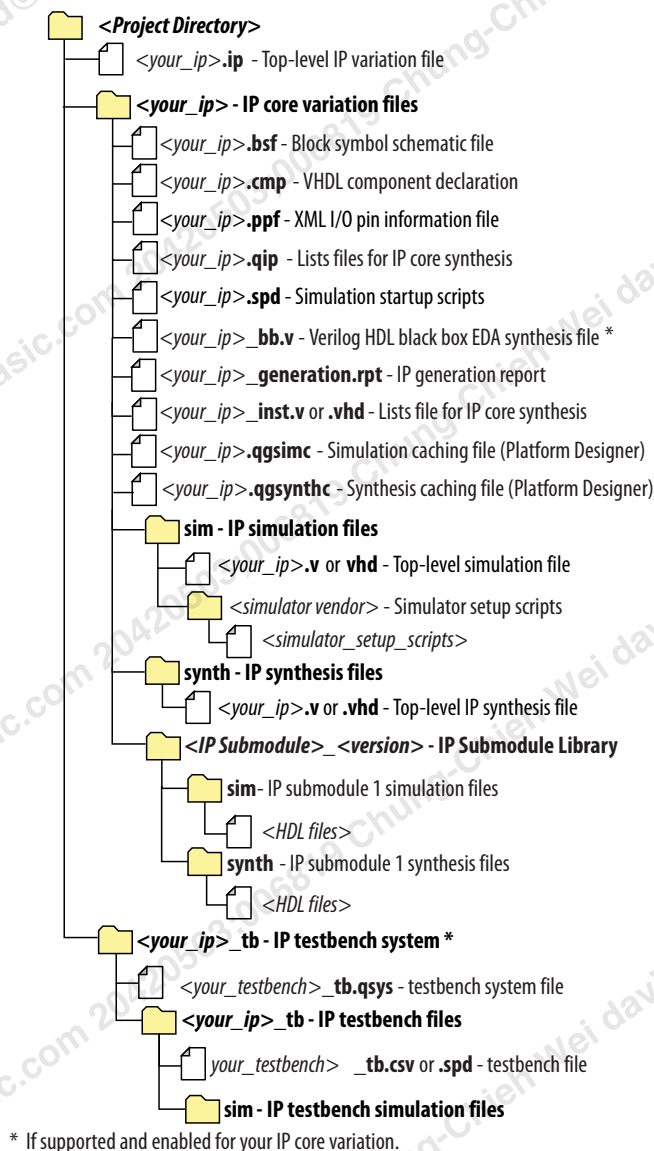 <Project Directory>
<your_ip>.ip - Top-level IP variation file
<your_ip> - IP core variation files
<your_ip>.bsf - Block symbol schematic file
<your_ip>.cmp - VHDL component declaration
<your_ip>.ppf - XML I/O pin information file
<your_ip>.qip - Lists files for IP core synthesis
<your_ip>.spd - Simulation startup scripts
<your_ip>_bb.v - Verilog HDL black box EDA synthesis file *
<your_ip>_generation.rpt - IP generation report
<your_ip>_inst.v or .vhd - Lists file for IP core synthesis
<your_ip>.qgsimc - Simulation caching file (Platform Designer)
<your_ip>.qgsynthc - Synthesis caching file (Platform Designer)
sim - IP simulation files
<your_ip>.v or vhd - Top-level simulation file
<simulator vendor> - Simulator setup scripts
<simulator_setup_scripts>
synth - IP synthesis files
<your_ip>.v or .vhd - Top-level IP synthesis file
<IP Submodule>_<version> - IP Submodule Library
sim- IP submodule 1 simulation files
<HDL files>
synth - IP submodule 1 synthesis files
<HDL files>
<your_ip>_tb - IP testbench system *
<your_testbench>_tb.qsys - testbench system file
<your_ip>_tb - IP testbench files
your_testbench> _tb.csv or .spd - testbench file
sim - IP testbench simulation files
* If supported and enabled for your IP core variation.